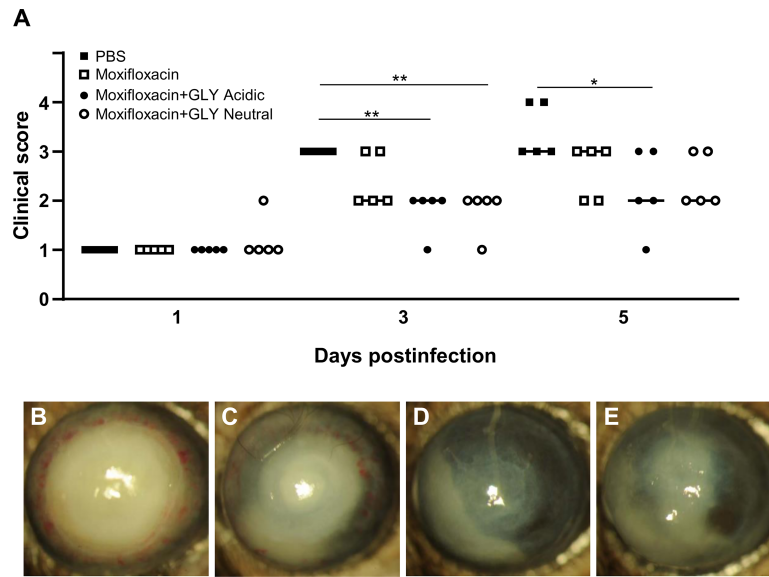 A
PBS
Moxifloxacin
Moxifloxacin+GLY Acidic
Moxifloxacin+GLY Neutral
** 
**
*
Clinical score
4
3
2
1
0
1 3 5
Days postinfection
B C D E